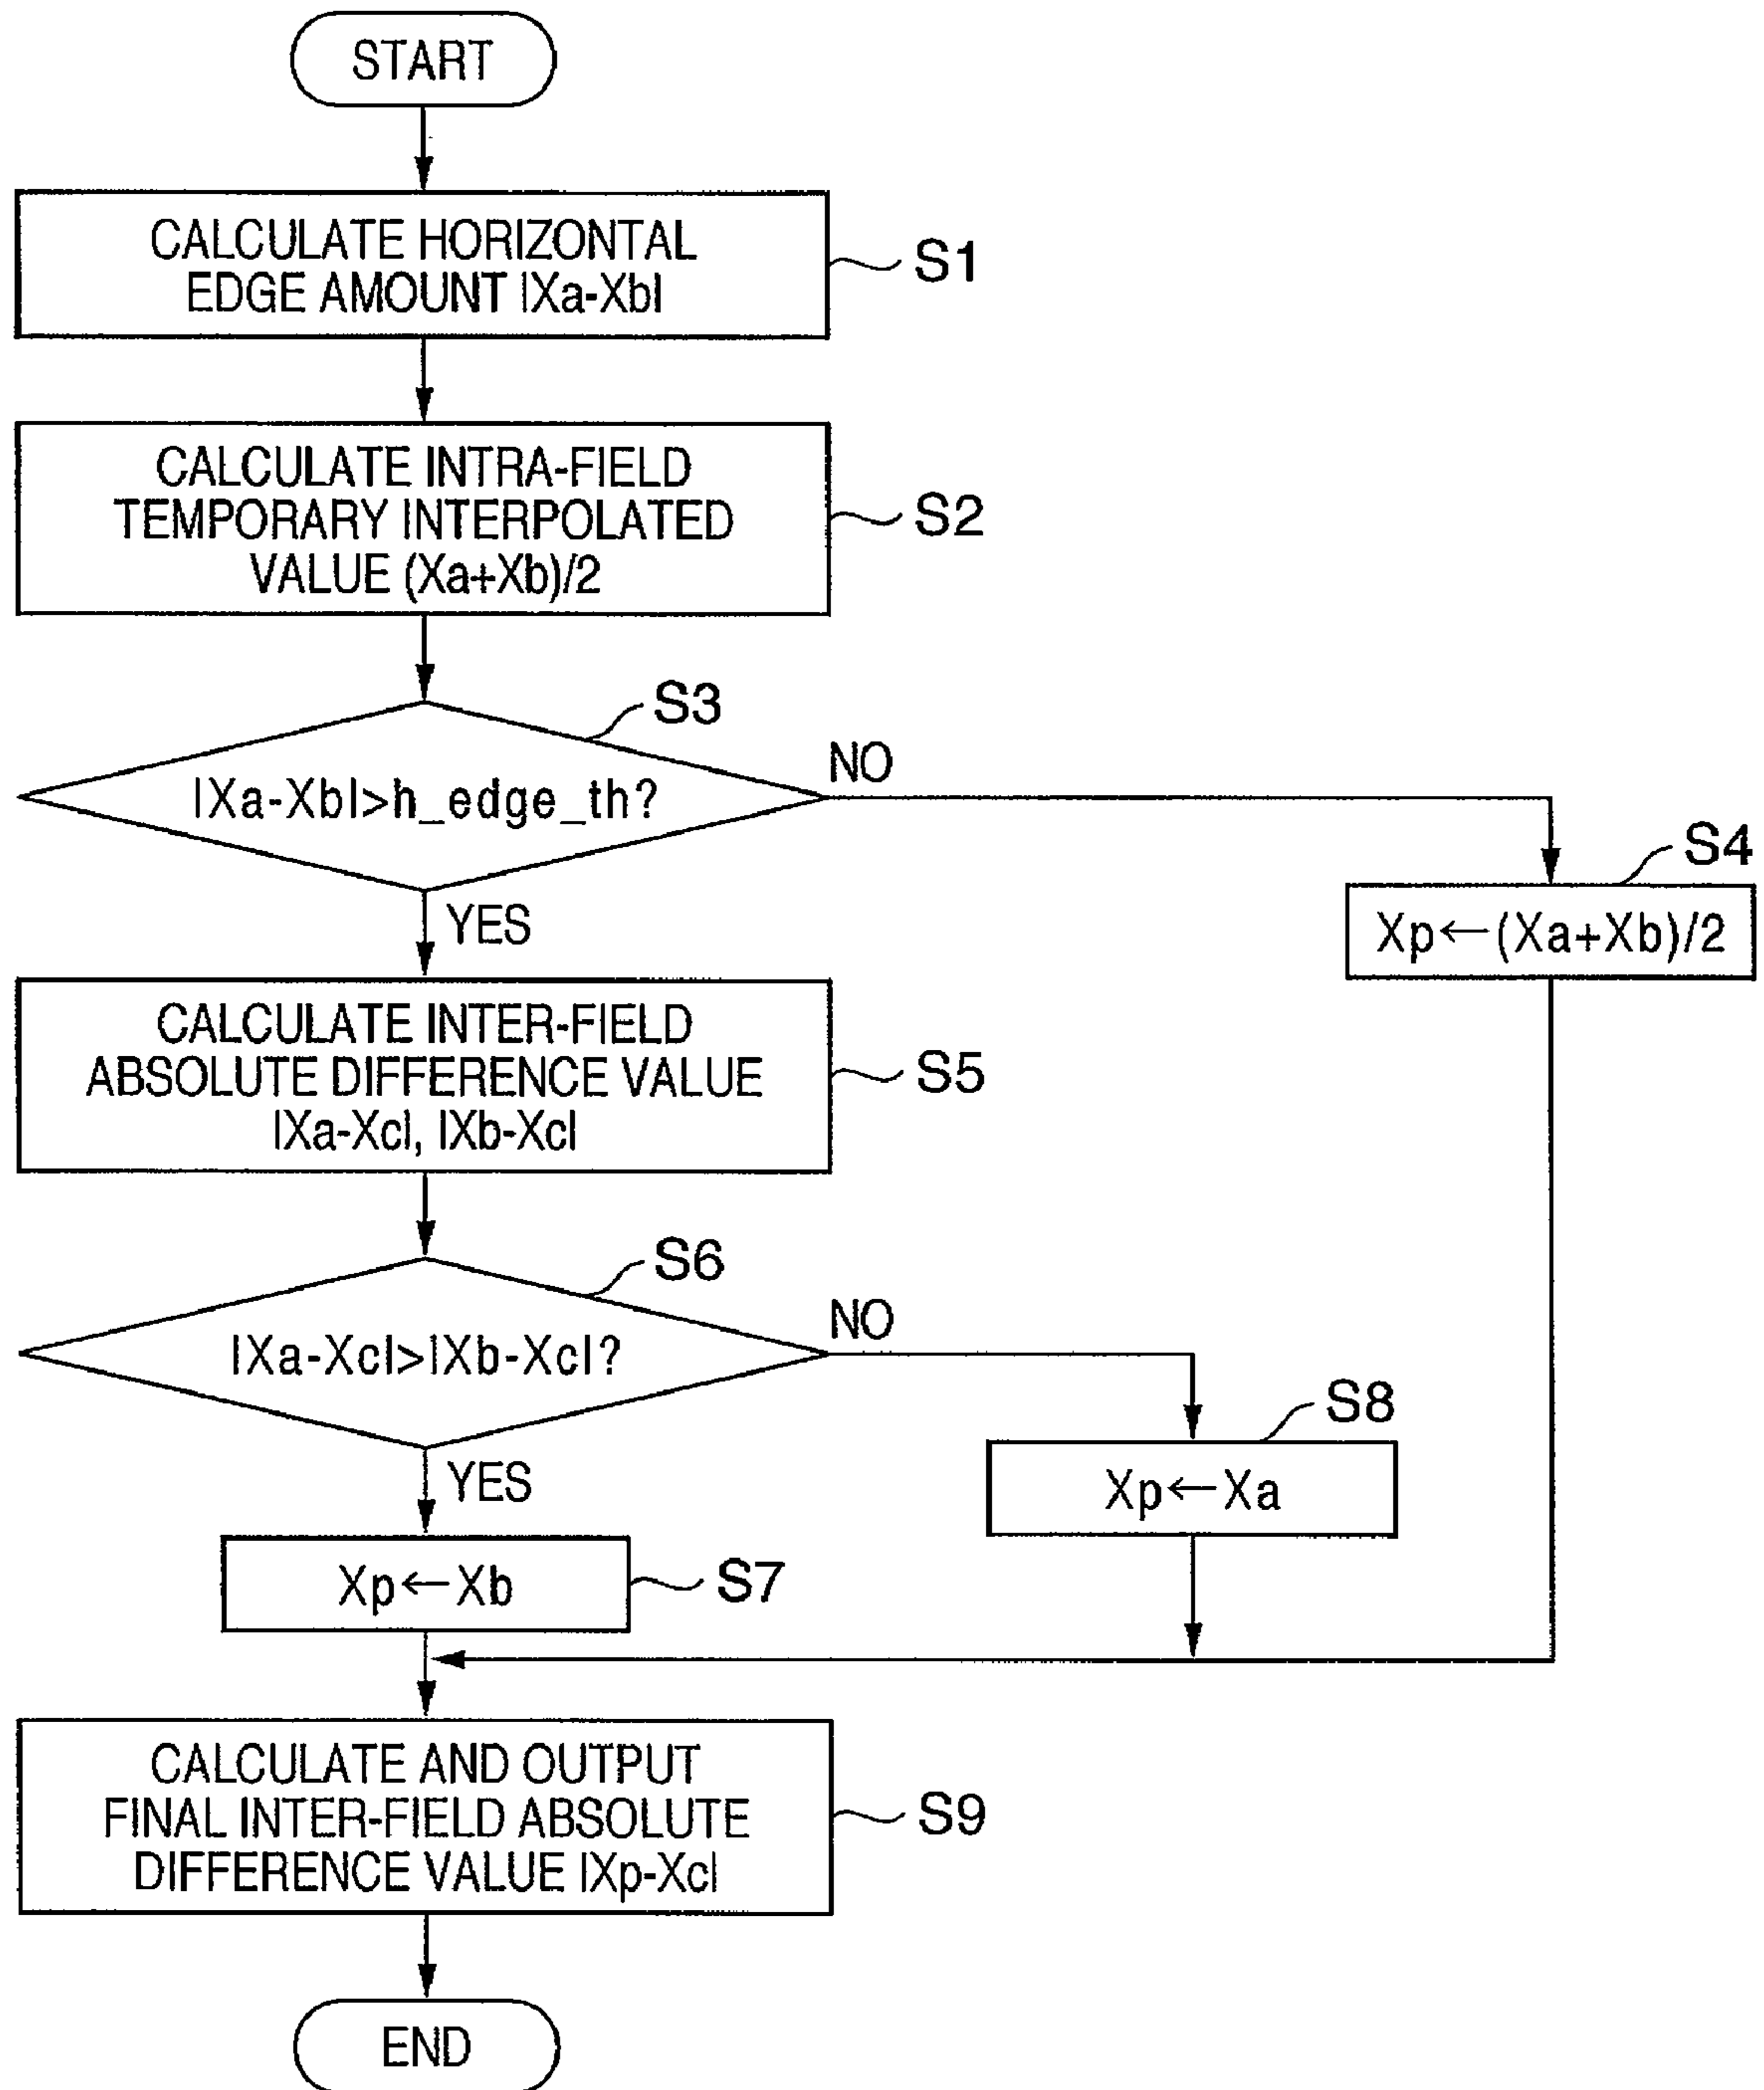 START
CALCULATE HORIZONTAL
EDGE AMOUNT |Xa-Xb|
S1
CALCULATE INTRA-FIELD
TEMPORARY INTERPOLATED
VALUE (Xa+Xb)/2
S2
S3
|Xa-Xb|>h_edge_th?
NO
S4
Xp←(Xa+Xb)/2
YES
CALCULATE INTER-FIELD
ABSOLUTE DIFFERENCE VALUE
|Xa-Xc|, |Xb-Xc|
S5
S6
|Xa-Xc|>|Xb-Xc|?
NO
S8
Xp←Xa
YES
Xp←Xb
S7
CALCULATE AND OUTPUT
FINAL INTER-FIELD ABSOLUTE
DIFFERENCE VALUE |Xp-Xc|
S9
END